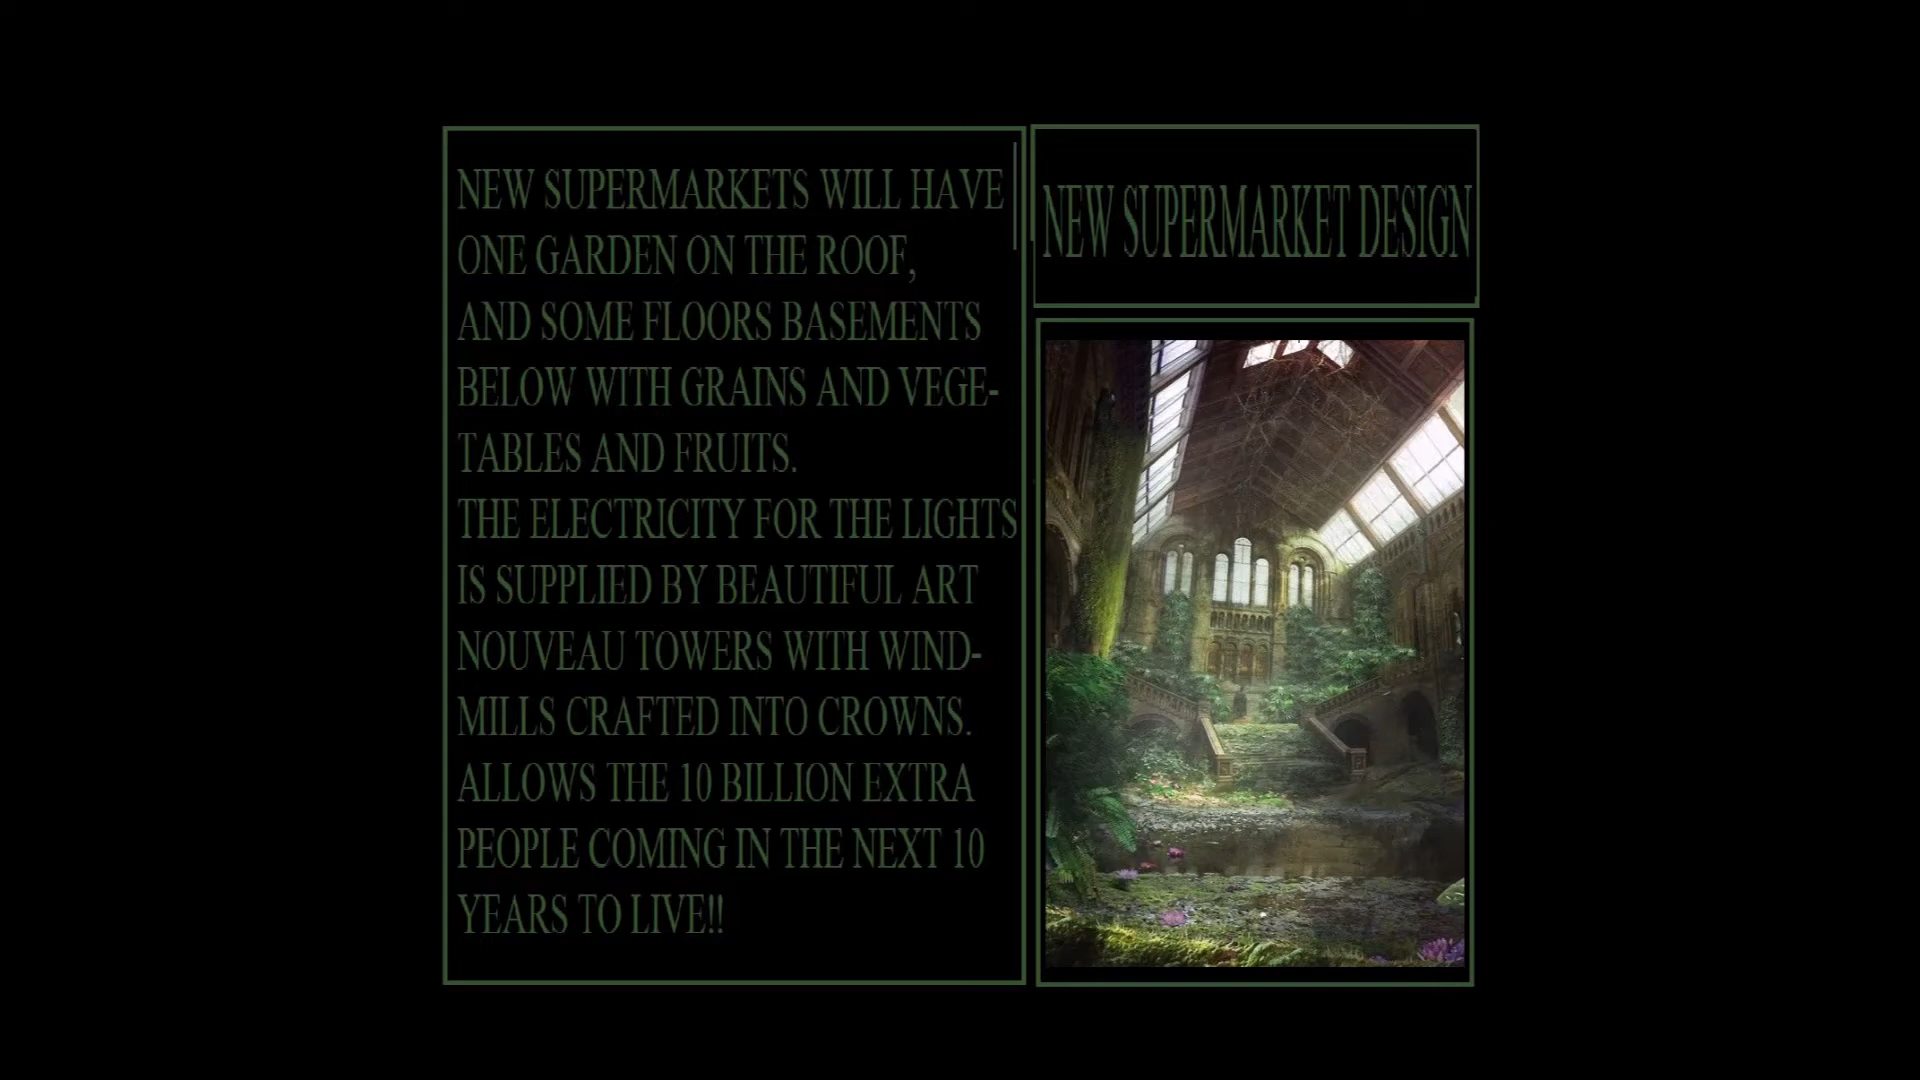 NEW SUPERMARKETS WILL HAVE
ONE GARDEN ON THE ROOF,
AND SOME FLOORS BASEMENTS
BELOW WITH GRAINS AND VEGE-
TABLES AND FRUITS.
THE ELECTRICITY FOR THE LIGHTS
IS SUPPLIED BY BEAUTIFUL ART
NOUVEAU TOWERS WITH WIND-
MILLS CRAFTED INTO CROWNS.
ALLOWS THE 10 BILLION EXTRA
PEOPLE COMING IN THE NEXT 10
YEARS TO LIVE!!
NEW SUPERMARKET DESIGN